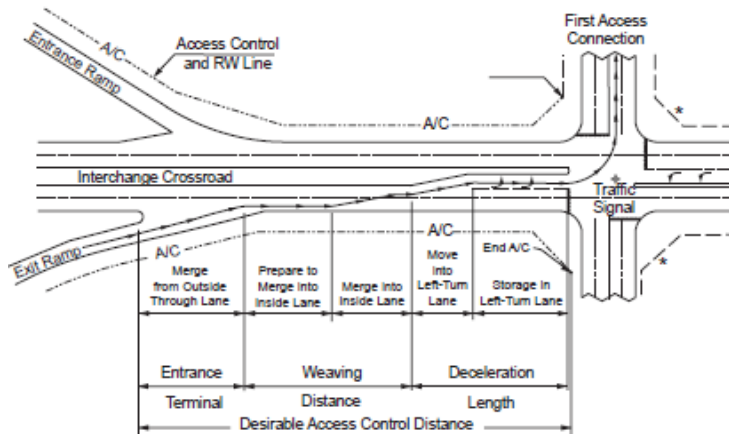 First Access
Connection
A/C
Access Control
and RW Line
Entrance Ramp
A/C
*
Interchange Crossroad
Traffic
Signal
A/C
A/C
Exit Ramp
End A/C
*
Merge
from Outside
Through Lane
Prepare to
Merge Into
Inside Lane
Merge Into
Inside Lane
Move
Into
Left-Turn
Lane
Storage In
Left-Turn Lane
Entrance
Terminal
Weaving
Distance
Deceleration
Length
Desirable Access Control Distance